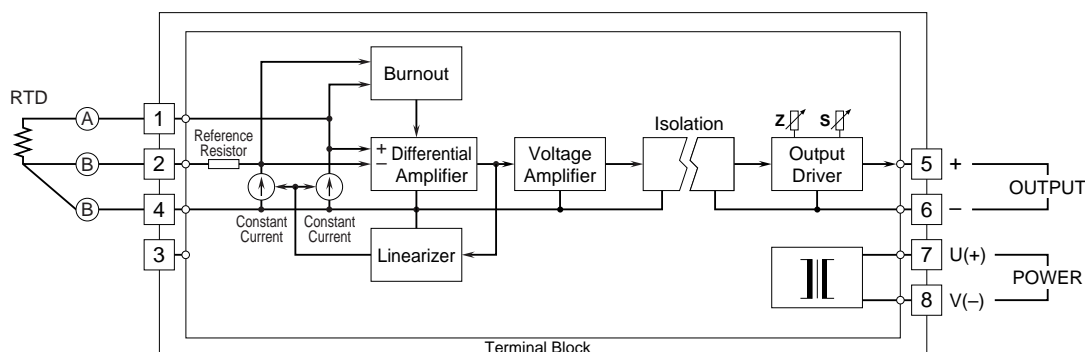 RTD
A
B
B
1
2
4
3
Reference
Resistor
Burnout
+
−
Differential
Amplifier
Constant
Current
Constant
Current
Linearizer
Voltage
Amplifier
Isolation
Z
S
Output
Driver
5
+
6
−
OUTPUT
7
U(+)
8
V(−)
POWER
Terminal Block